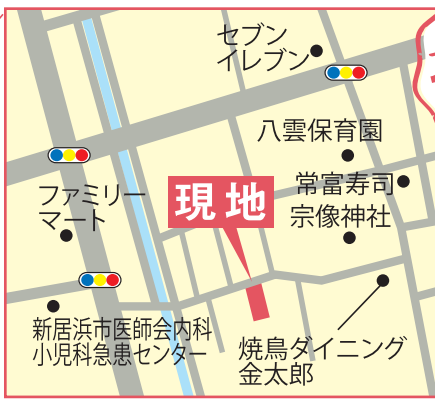 セブン
イレブン
八雲保育園
ファミリー
マート
現地
常富寿司
宗像神社
新居浜市医師会内科
小児科急患センター
焼鳥ダイニング
金太郎